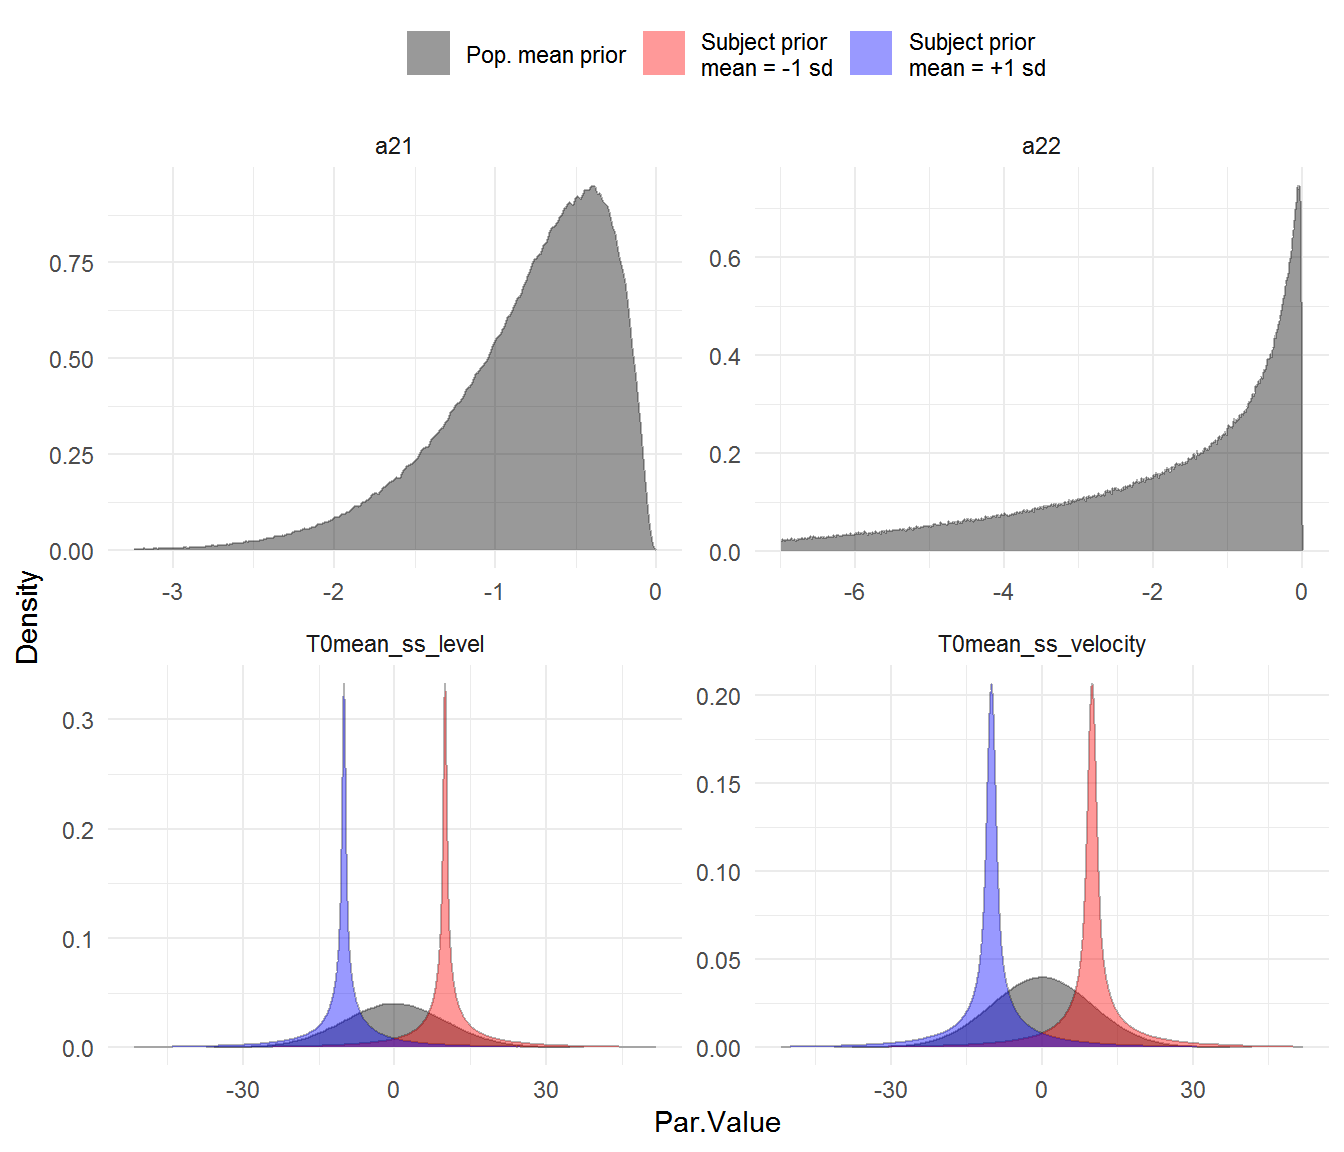 Pop. mean prior
Subject prior
mean = -1 sd
Subject prior
mean = +1 sd
a21
a22
0.75
0.50
0.25
0.00
-3
-2
-1
0
0.6
0.4
0.2
0.0
-6
-4
-2
0
Density
T0mean_ss_level
T0mean_ss_velocity
0.3
0.2
0.1
0.0
-30
0
30
0.20
0.15
0.10
0.05
0.00
-30
0
30
Par.Value